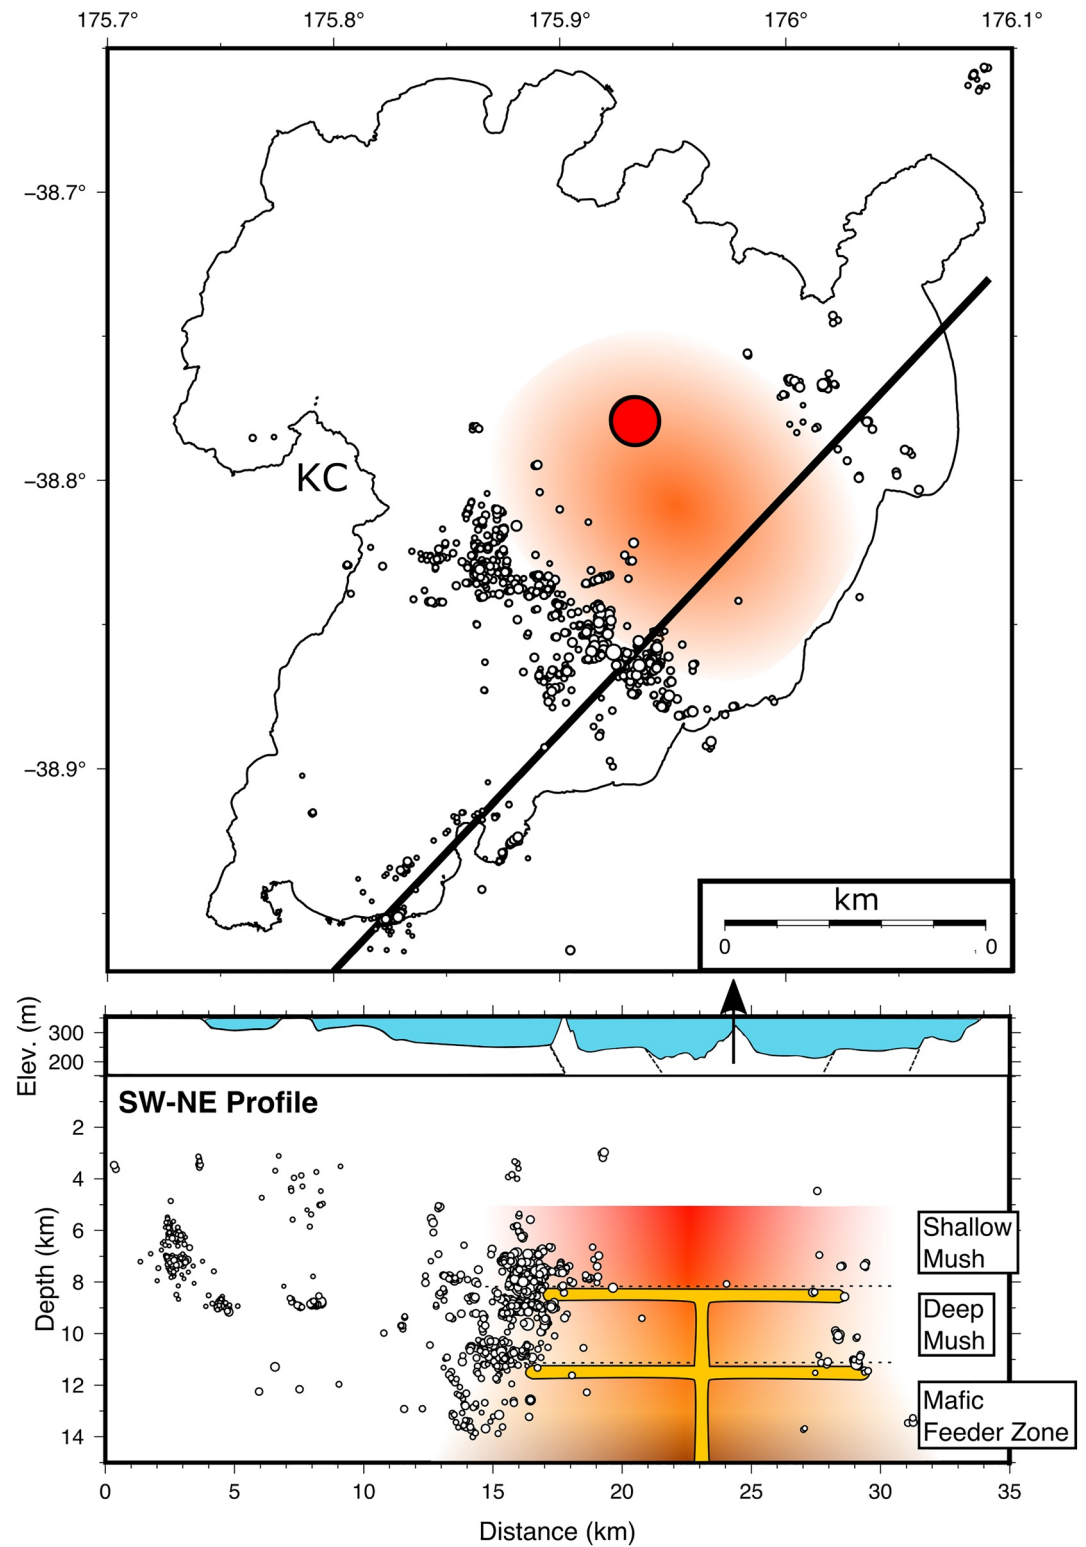 175.7° 175.8° 175.9° 176° 176.1°
−38.7°
−38.8°
KC
−38.9°
km
0 0
Elev. (m)
300
200
SW-NE Profile
Depth (km)
2
4
6
8
10
12
14
Shallow
Mush
Deep
Mush
Mafic
Feeder Zone
0 5 10 15 20 25 30 35
Distance (km)